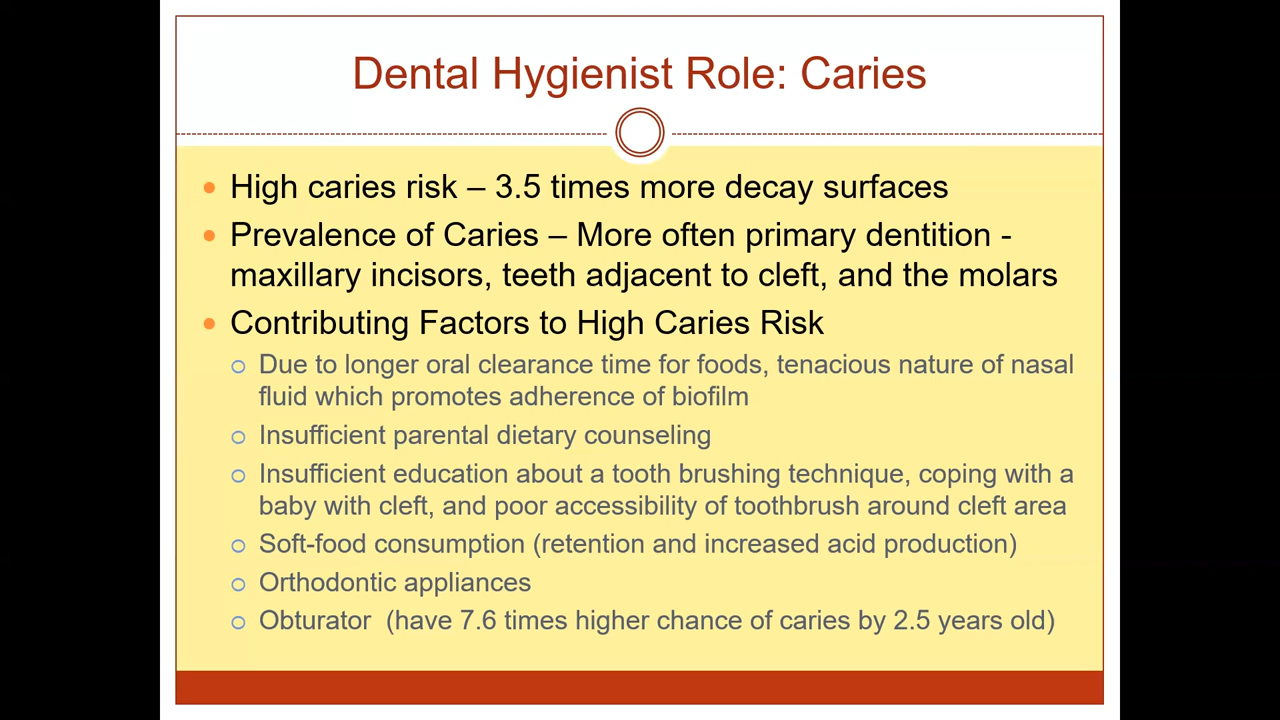 Dental Hygienist Role: Caries
• High caries risk – 3.5 times more decay surfaces
• Prevalence of Caries – More often primary dentition -
maxillary incisors, teeth adjacent to cleft, and the molars
• Contributing Factors to High Caries Risk
○ Due to longer oral clearance time for foods, tenacious nature of nasal
fluid which promotes adherence of biofilm
○ Insufficient parental dietary counseling
○ Insufficient education about a tooth brushing technique, coping with a
baby with cleft, and poor accessibility of toothbrush around cleft area
○ Soft-food consumption (retention and increased acid production)
○ Orthodontic appliances
○ Obturator (have 7.6 times higher chance of caries by 2.5 years old)